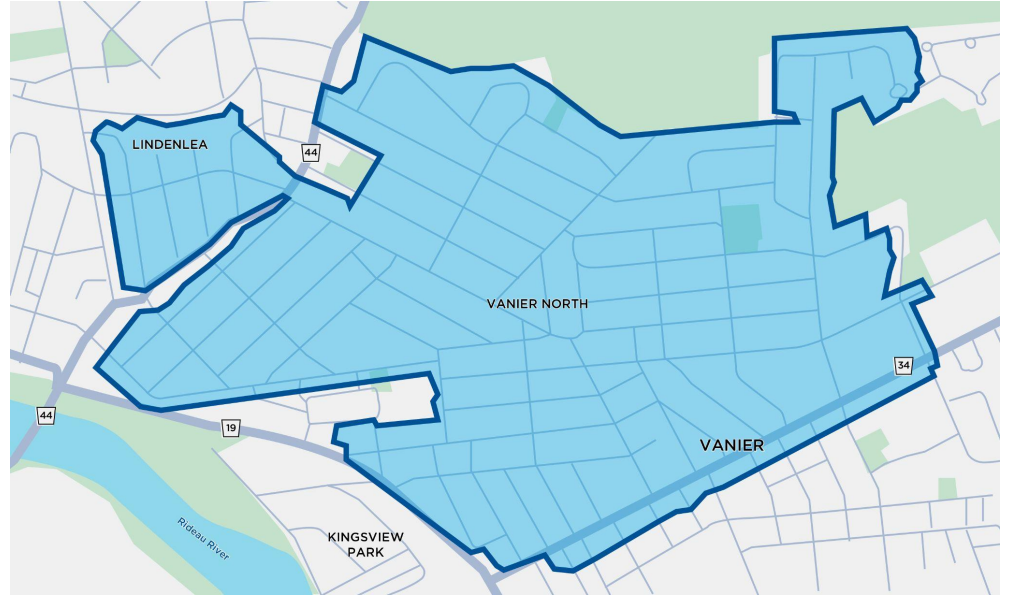 LINDENLEA
44
VANIER NORTH
34
44
19
VANIER
Rideau River
KINGSVIEW
PARK